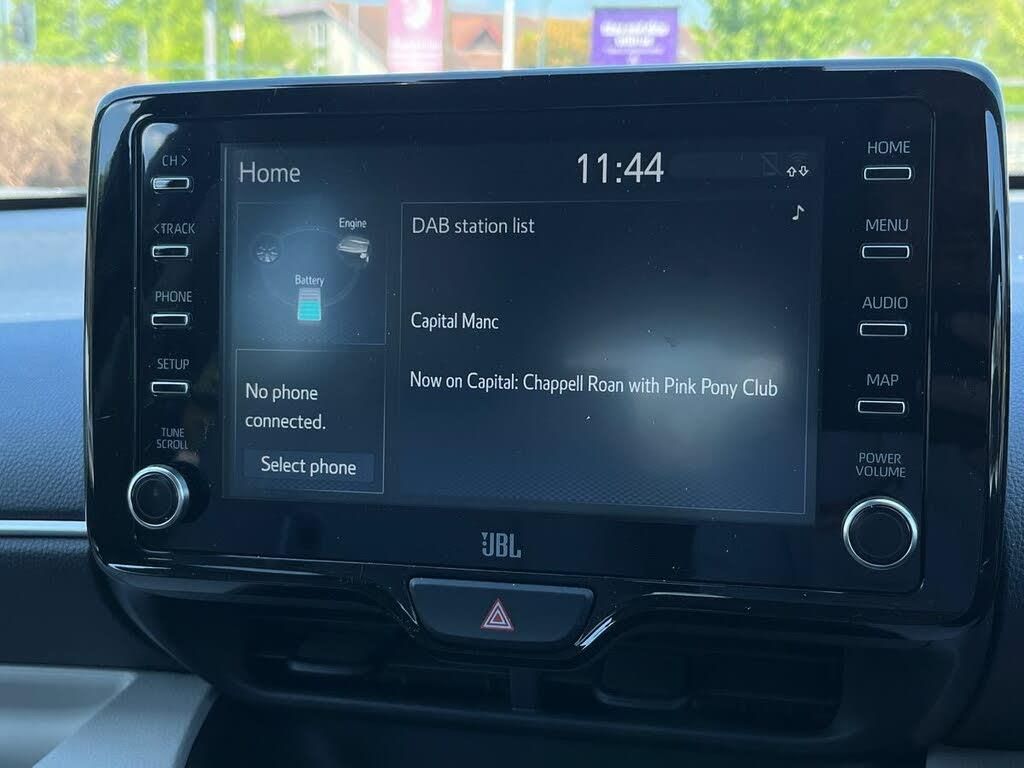 CH>
<TRACK
PHONE
SETUP
TUNE
SCROLL
Home
11:44
Engine
Battery
No phone
connected.
Select phone
DAB station list
Capital Manc
Now on Capital: Chappell Roan with Pink Pony Club
HOME
MENU
AUDIO
MAP
POWER
VOLUME
JBL